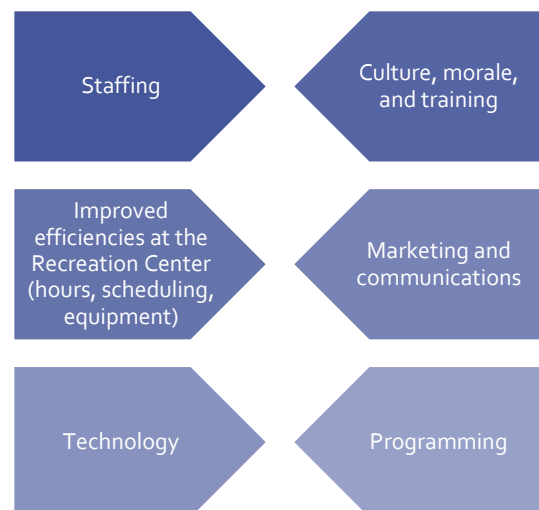 Staffing
Culture, morale,
and training
Improved
efficiencies at the
Recreation Center
(hours, scheduling,
equipment)
Marketing and
communications
Technology
Programming